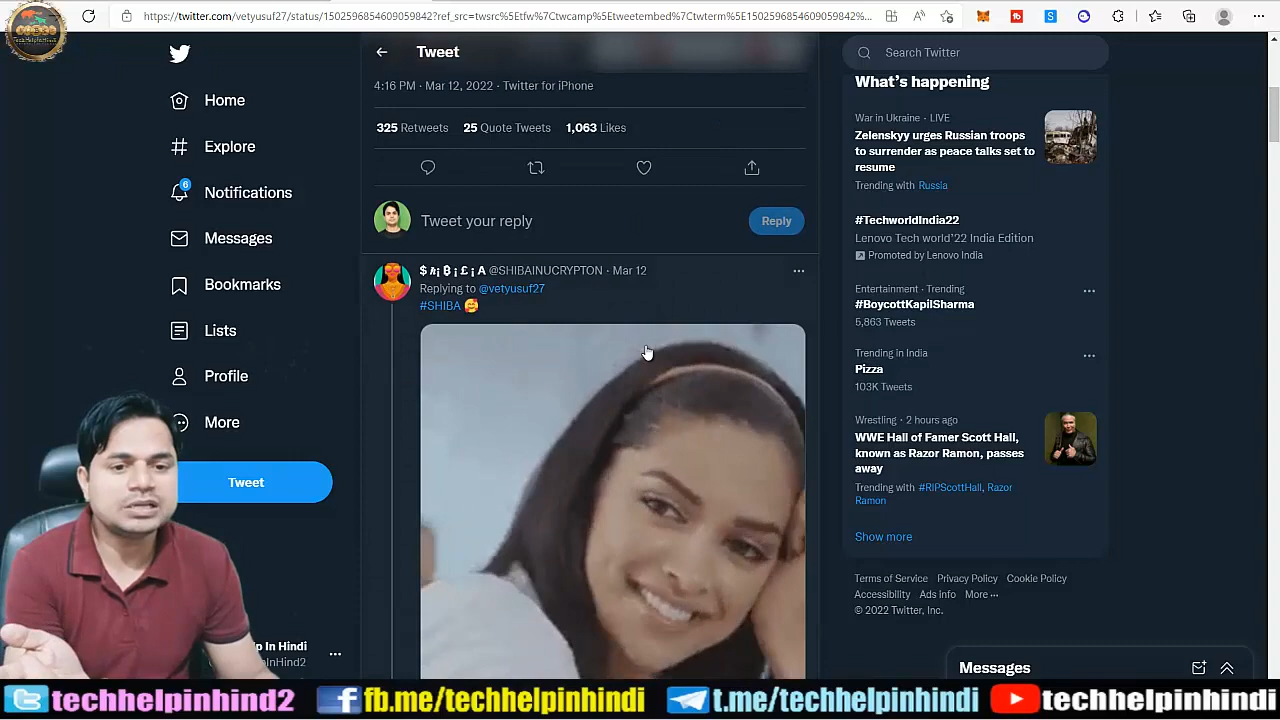 https://twitter.com/vetyusuf27/status/1502596854609059842?ref_src=twsrc%5Etfw%7Ctwcamp%5Etweetembed%7Ctwterm%5E1502596854609059842%...
Home
Explore
6
Notifications
Messages
Bookmarks
Lists
Profile
More
Tweet
p In Hindi
InHind2
Tweet
4:16 PM · Mar 12, 2022 · Twitter for iPhone
325 Retweets 25 Quote Tweets 1,063 Likes
Tweet your reply
Reply
@SHIBAINUCRYPTON · Mar 12
Replying to @vetyusuf27
#SHIBA 🥰
Search Twitter
What's happening
War in Ukraine · LIVE
Zelenskyy urges Russian troops
to surrender as peace talks set to
resume
Trending with Russia
#TechworldIndia22
Lenovo Tech world'22 India Edition
Promoted by Lenovo India
Entertainment · Trending
#BoycottKapilSharma
5,863 Tweets
Trending in India
Pizza
103K Tweets
Wrestling · 2 hours ago
WWE Hall of Famer Scott Hall,
known as Razor Ramon, passes
away
Trending with #RIPScottHall, Razor
Ramon
Show more
Terms of Service Privacy Policy Cookie Policy
Accessibility Ads info More ···
© 2022 Twitter, Inc.
Messages
techhelpinhind2 fb.me/techhelpinhindi t.me/techhelpinhindi techhelpinhindi